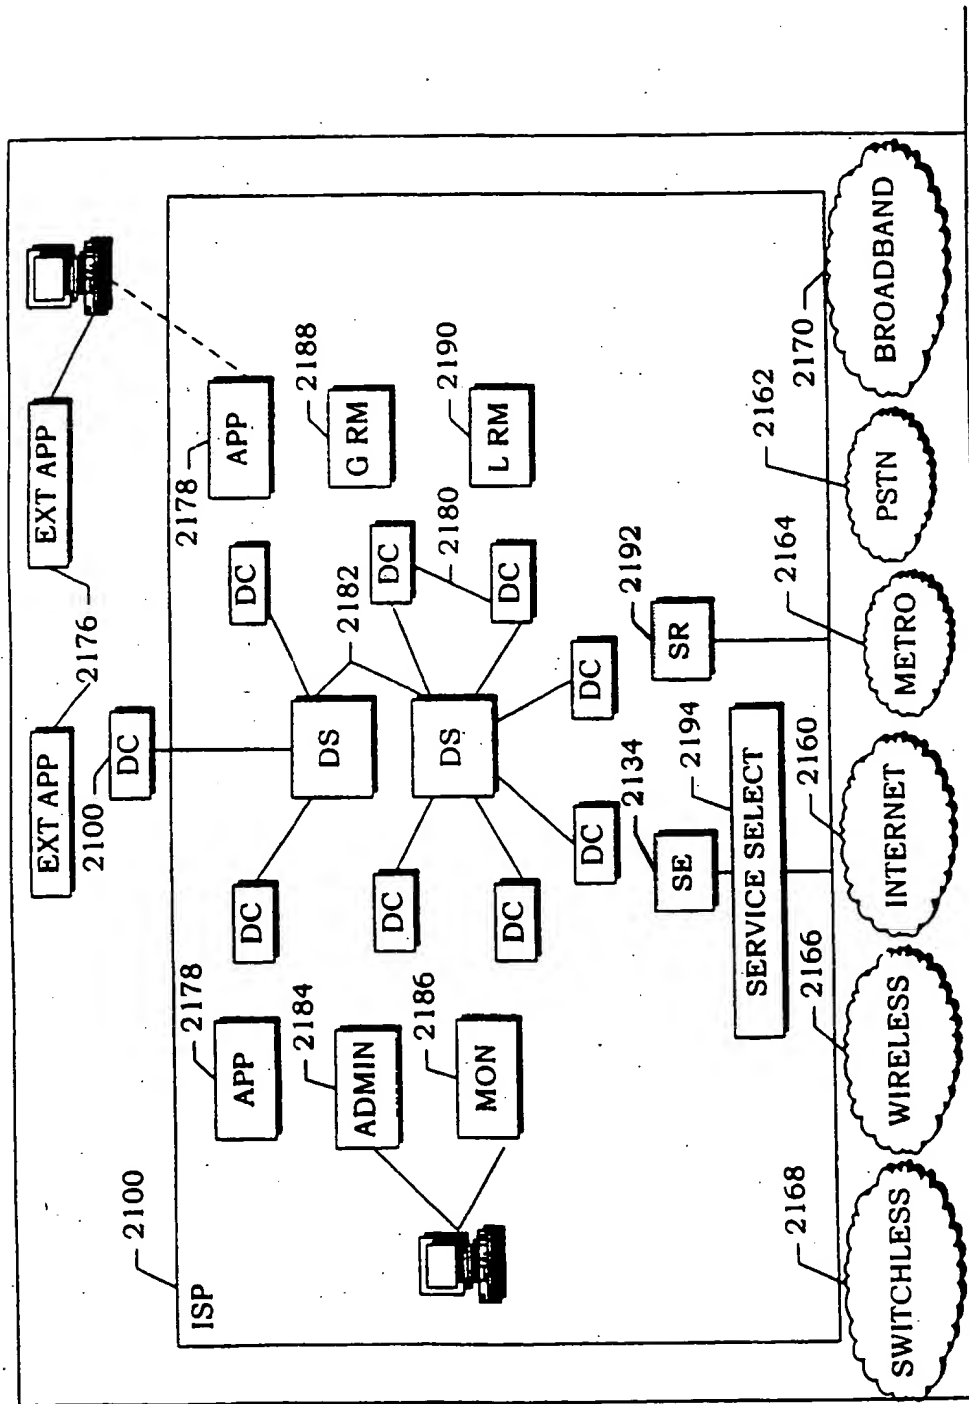 EXT APP
EXT APP
2176
2100
DC
2100
ISP
2178
APP
DC
DS
DC
2178
APP
2184
ADMIN
2182
2188
G RM
2186
MON
DC
DC
DS
DC
DC
2180
2190
L RM
DC
DC
2134
SE
2192
SR
2194
SERVICE SELECT
2168
SWITCHLESS
2166
WIRELESS
2160
INTERNET
2164
METRO
2162
PSTN
2170
BROADBAND